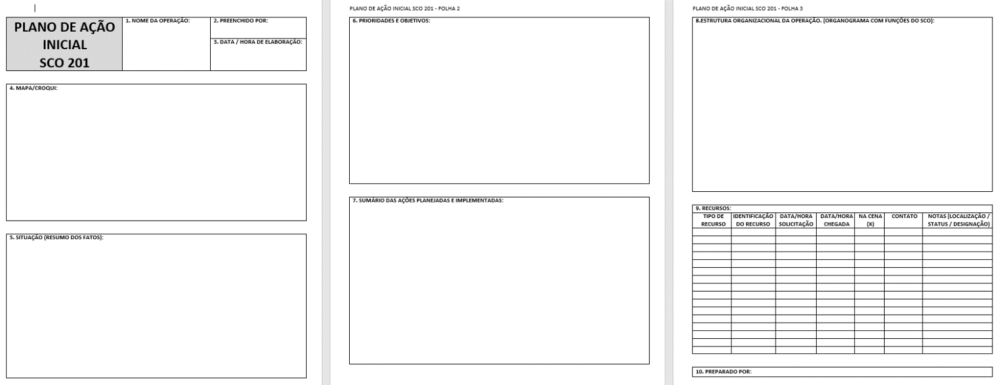 PLANO DE AÇÃO
INICIAL
SCO 201
1. NOME DA OPERAÇÃO:
2. PREENCHIDO POR:
3. DATA / HORA DE ELABORAÇÃO:
4. MAPA/CROQUI:
5. SITUAÇÃO (RESUMO DOS FATOS):
PLANO DE AÇÃO INICIAL SCO 201 - FOLHA 2
6. PRIORIDADES E OBJETIVOS:
7. SUMÁRIO DAS AÇÕES PLANEJADAS E IMPLEMENTADAS:
PLANO DE AÇÃO INICIAL SCO 201 - FOLHA 3
8.ESTRUTURA ORGANIZACIONAL DA OPERAÇÃO. (ORGANOGRAMA COM FUNÇÕES DO SCO):
9. RECURSOS:
TIPO DE
RECURSO
IDENTIFICAÇÃO
DO RECURSO
DATA/HORA
SOLICITAÇÃO
DATA/HORA
CHEGADA
NA CENA
(X)
CONTATO
NOTAS (LOCALIZAÇÃO /
STATUS / DESIGNAÇÃO)
10. PREPARADO POR: